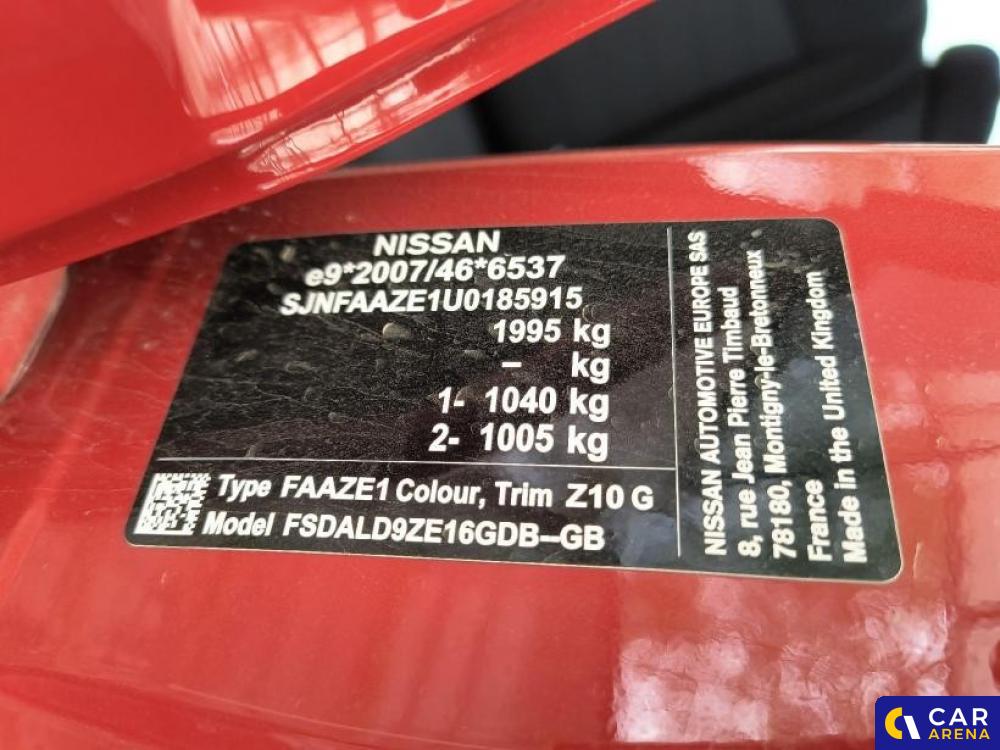 NISSAN
e9*2007/46*6537
SJNFAAZE1U0185915
1995 kg
– kg
1- 1040 kg
2- 1005 kg
Type FAAZE1 Colour, Trim Z10 G
Model FSDALD9ZE16GDB--GB
NISSAN AUTOMOTIVE EUROPE SAS
8, rue Jean Pierre Timbaud
78180, Montigny-le-Bretonneux
France
Made in the United Kingdom
CAR
ARENA